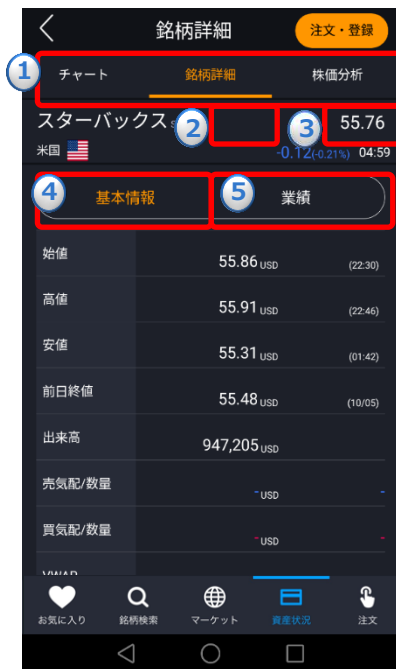 銘柄詳細
注文・登録
1
チャート
銘柄詳細
株価分析
スターバックス
2
3
55.76
米国
-0.12(-0.21%) 04:59
4
基本情報
5
業績
始値 55.86 USD (22:30)
高値 55.91 USD (22:46)
安値 55.31 USD (01:42)
前日終値 55.48 USD (10/05)
出来高 947,205 USD
売気配/数量 - USD -
買気配/数量 - USD -
VWAP
お気に入り
銘柄検索
マーケット
資産状況
注文